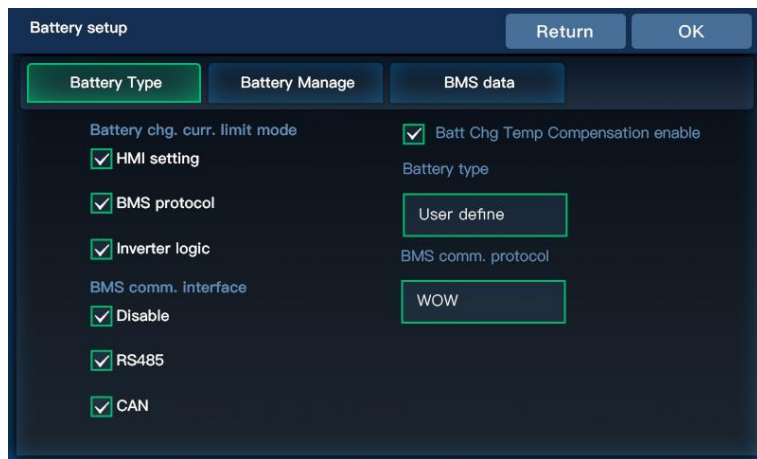 Battery setup
Return
OK
Battery Type
Battery Manage
BMS data
Battery chg. curr. limit mode
HMI setting
BMS protocol
Inverter logic
BMS comm. interface
Disable
RS485
CAN
Batt Chg Temp Compensation enable
Battery type
User define
BMS comm. protocol
WOW